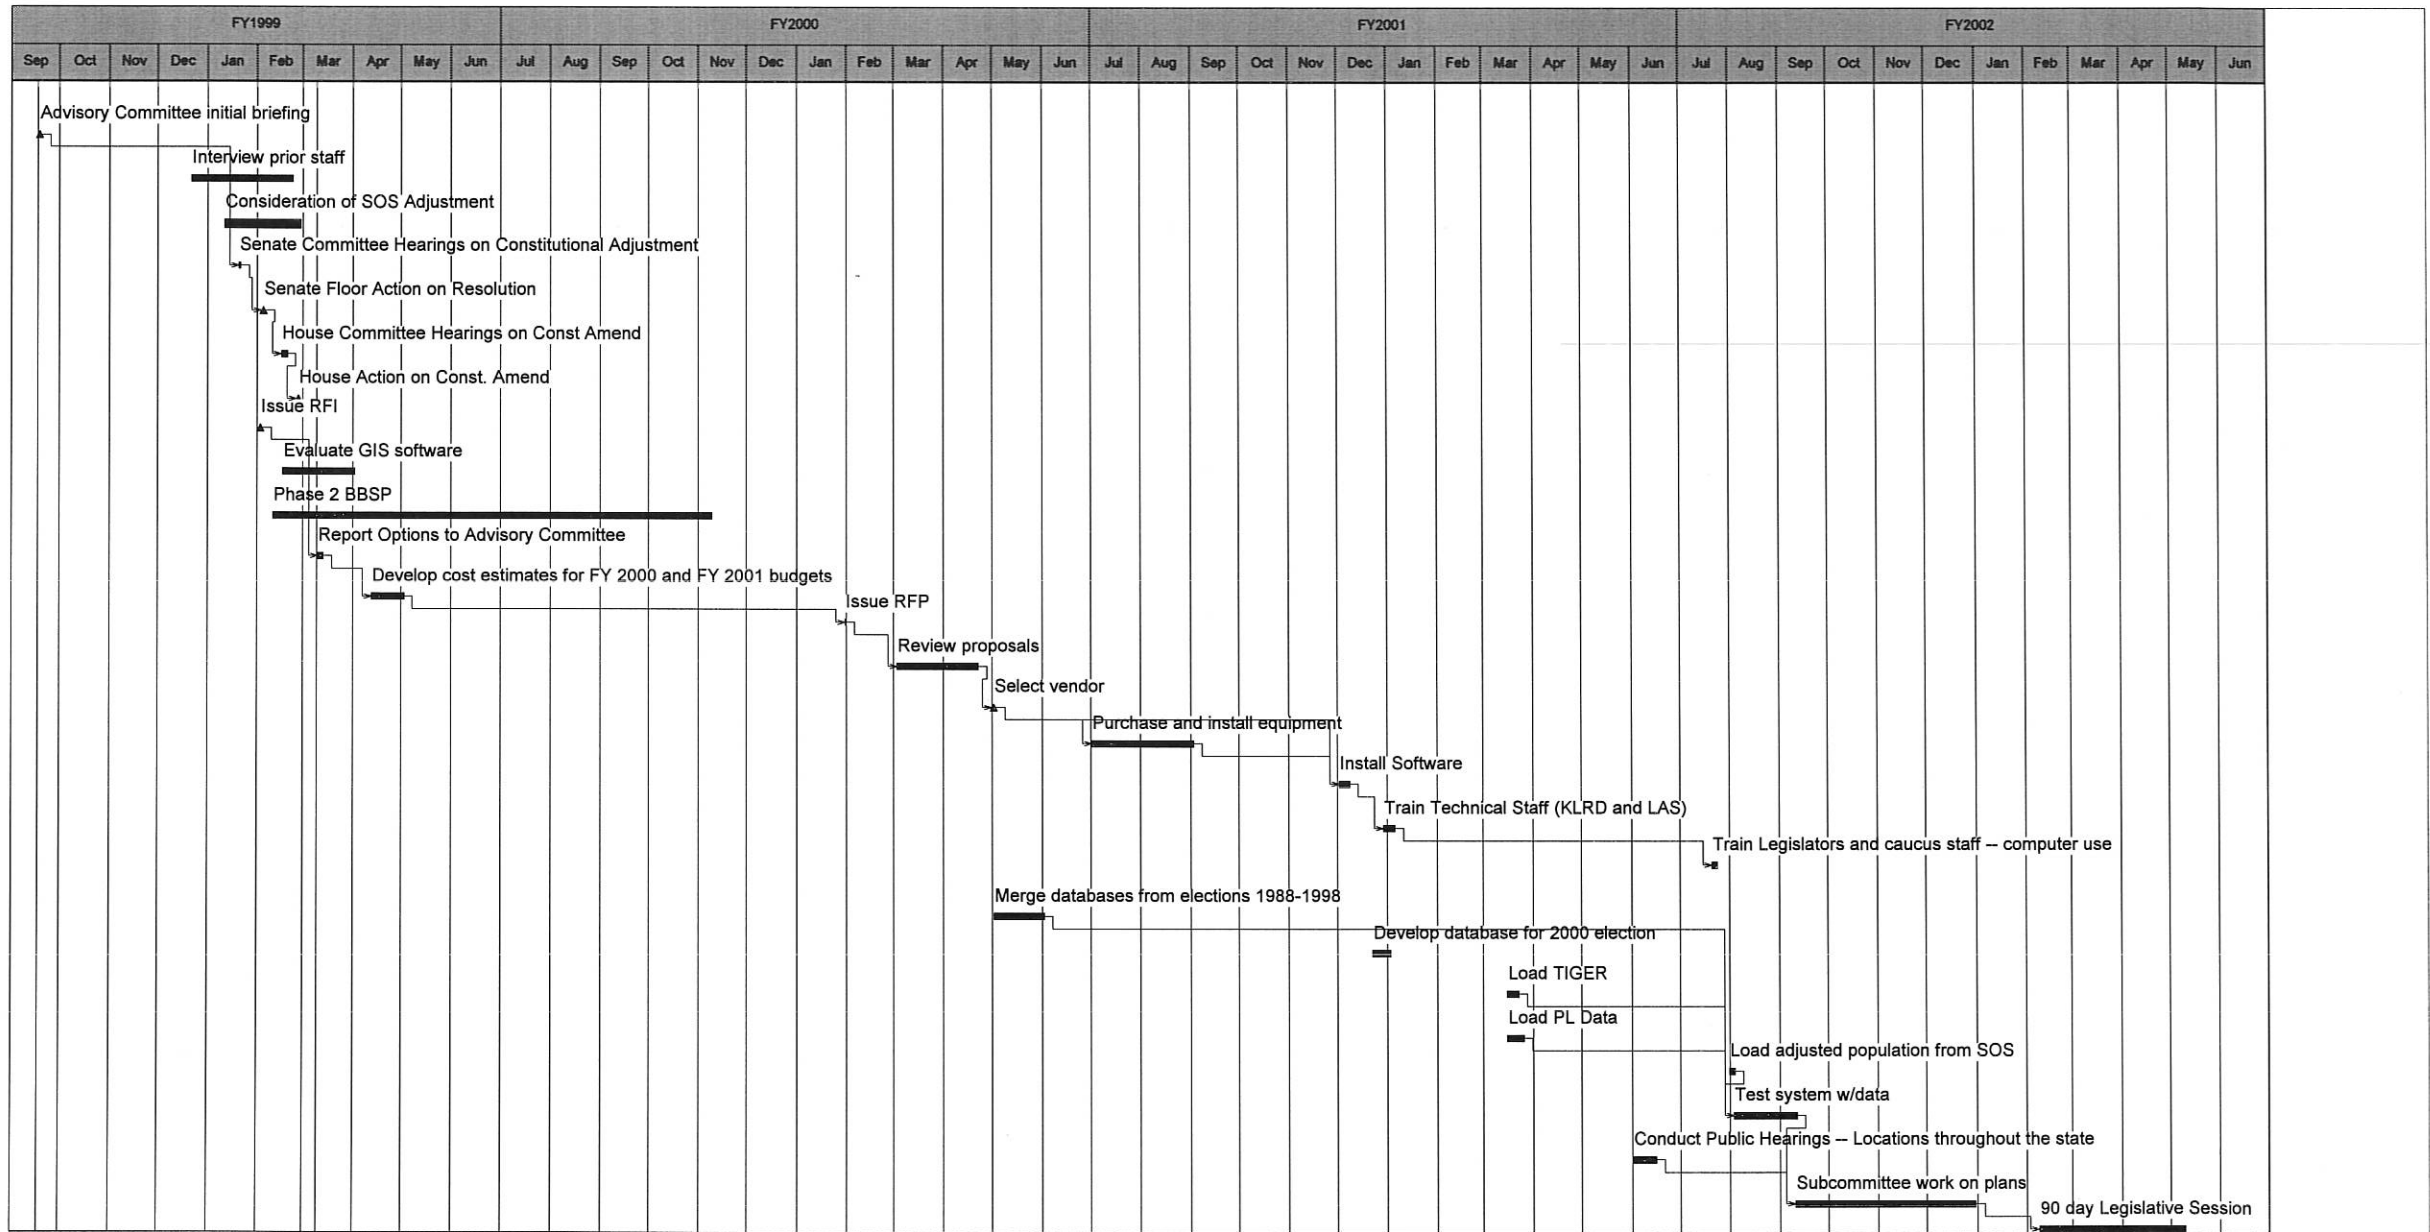 FY1999 FY2000 FY2001 FY2002
Sep Oct Nov Dec Jan Feb Mar Apr May Jun Jul Aug Sep Oct Nov Dec Jan Feb Mar Apr May Jun Jul Aug Sep Oct Nov Dec Jan Feb Mar Apr May Jun Jul Aug Sep Oct Nov Dec Jan Feb Mar Apr May Jun
Advisory Committee initial briefing
Interview prior staff
Consideration of SOS Adjustment
Senate Committee Hearings on Constitutional Adjustment
Senate Floor Action on Resolution
House Committee Hearings on Const Amend
House Action on Const. Amend
Issue RFI
Evaluate GIS software
Phase 2 BBSP
Report Options to Advisory Committee
Develop cost estimates for FY 2000 and FY 2001 budgets
Issue RFP
Review proposals
Select vendor
Purchase and install equipment
Install Software
Train Technical Staff (KLRD and LAS)
Train Legislators and caucus staff -- computer use
Merge databases from elections 1988-1998
Develop database for 2000 election
Load TIGER
Load PL Data
Load adjusted population from SOS
Test system w/data
Conduct Public Hearings -- Locations throughout the state
Subcommittee work on plans
90 day Legislative Session